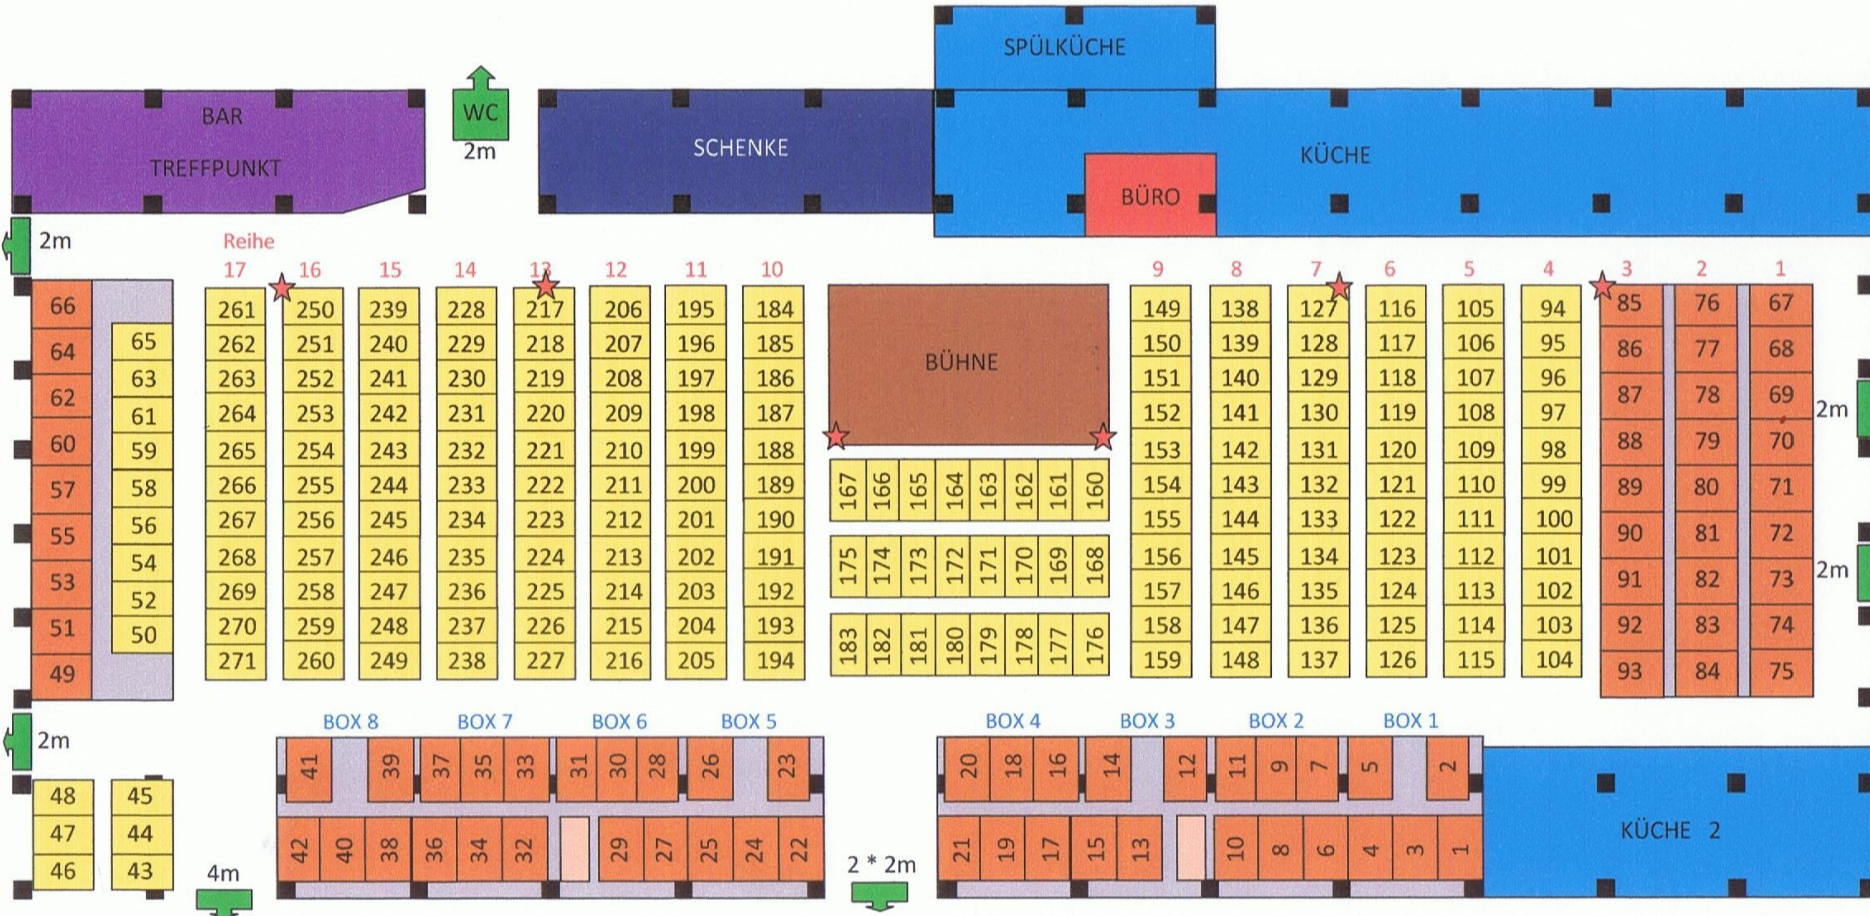 SPÜLKÜCHE
BAR
TREFFPUNKT
WC
2m
SCHENKE
KÜCHE
BÜRO
2m
Reihe
17 16 15 14 13 12 11 10 9 8 7 6 5 4 3 2 1
BÜHNE
66 64 62 60 57 55 53 51 49
65 63 61 59 58 56 54 52 50
261 262 263 264 265 266 267 268 269 270 271
250 251 252 253 254 255 256 257 258 259 260
239 240 241 242 243 244 245 246 247 248 249
228 229 230 231 232 233 234 235 236 237 238
217 218 219 220 221 222 223 224 225 226 227
206 207 208 209 210 211 212 213 214 215 216
195 196 197 198 199 200 201 202 203 204 205
184 185 186 187 188 189 190 191 192 193 194
167 166 165 164 163 162 161 160
175 174 173 172 171 170 169 168
183 182 181 180 179 178 177 176
149 150 151 152 153 154 155 156 157 158 159
138 139 140 141 142 143 144 145 146 147 148
127 128 129 130 131 132 133 134 135 136 137
116 117 118 119 120 121 122 123 124 125 126
105 106 107 108 109 110 111 112 113 114 115
94 95 96 97 98 99 100 101 102 103 104
85 86 87 88 89 90 91 92 93
76 77 78 79 80 81 82 83 84
67 68 69 70 71 72 73 74 75
2m
2m
2m
BOX 8 BOX 7 BOX 6 BOX 5 BOX 4 BOX 3 BOX 2 BOX 1
48 45
47 44
46 43
41 39 37 35 33 31 30 28 26 23
42 40 38 36 34 32 29 27 25 24 22
20 18 16 14 12 11 9 7 5 2
21 19 17 15 13 10 8 6 4 3 1
KÜCHE 2
4m
2 * 2m